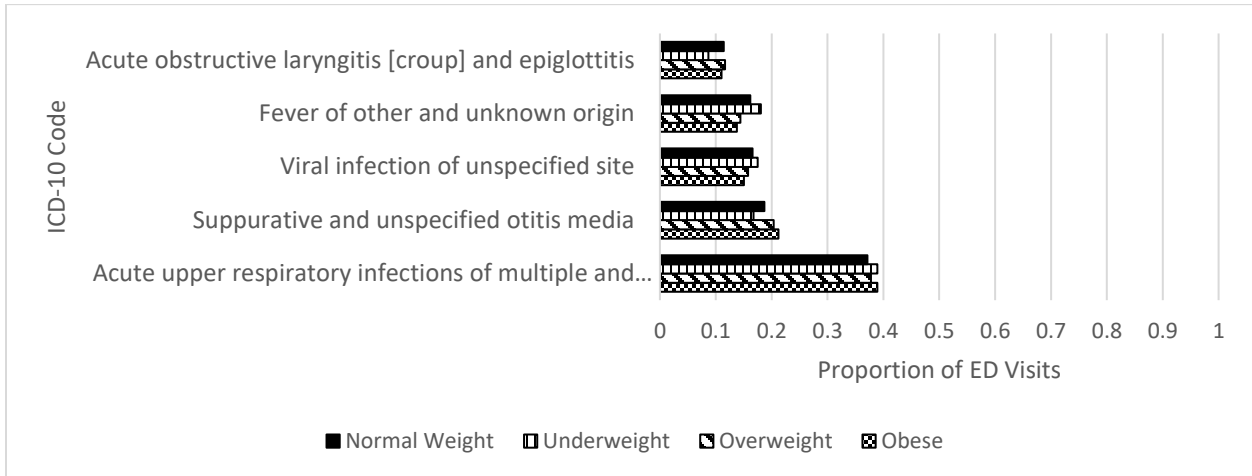 ICD-10 Code
Acute obstructive laryngitis [croup] and epiglottitis
Fever of other and unknown origin
Viral infection of unspecified site
Suppurative and unspecified otitis media
Acute upper respiratory infections of multiple and...
0 0.1 0.2 0.3 0.4 0.5 0.6 0.7 0.8 0.9 1
Proportion of ED Visits
Normal Weight Underweight Overweight Obese